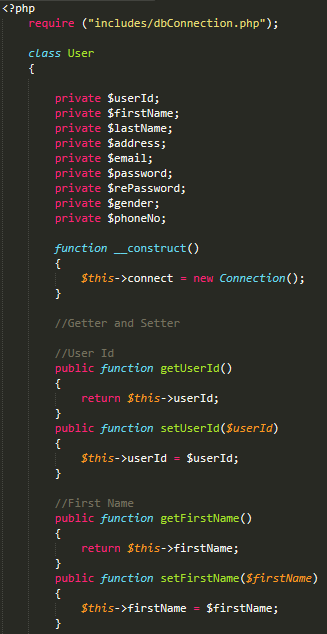 <?php
require ("includes/dbConnection.php");
class User
{
private $userId;
private $firstName;
private $lastName;
private $address;
private $email;
private $password;
private $rePassword;
private $gender;
private $phoneNo;
function __construct()
{
$this->connect = new Connection();
}
//Getter and Setter
//User Id
public function getUserId()
{
return $this->userId;
}
public function setUserId($userId)
{
$this->userId = $userId;
}
//First Name
public function getFirstName()
{
return $this->firstName;
}
public function setFirstName($firstName)
{
$this->firstName = $firstName;
}